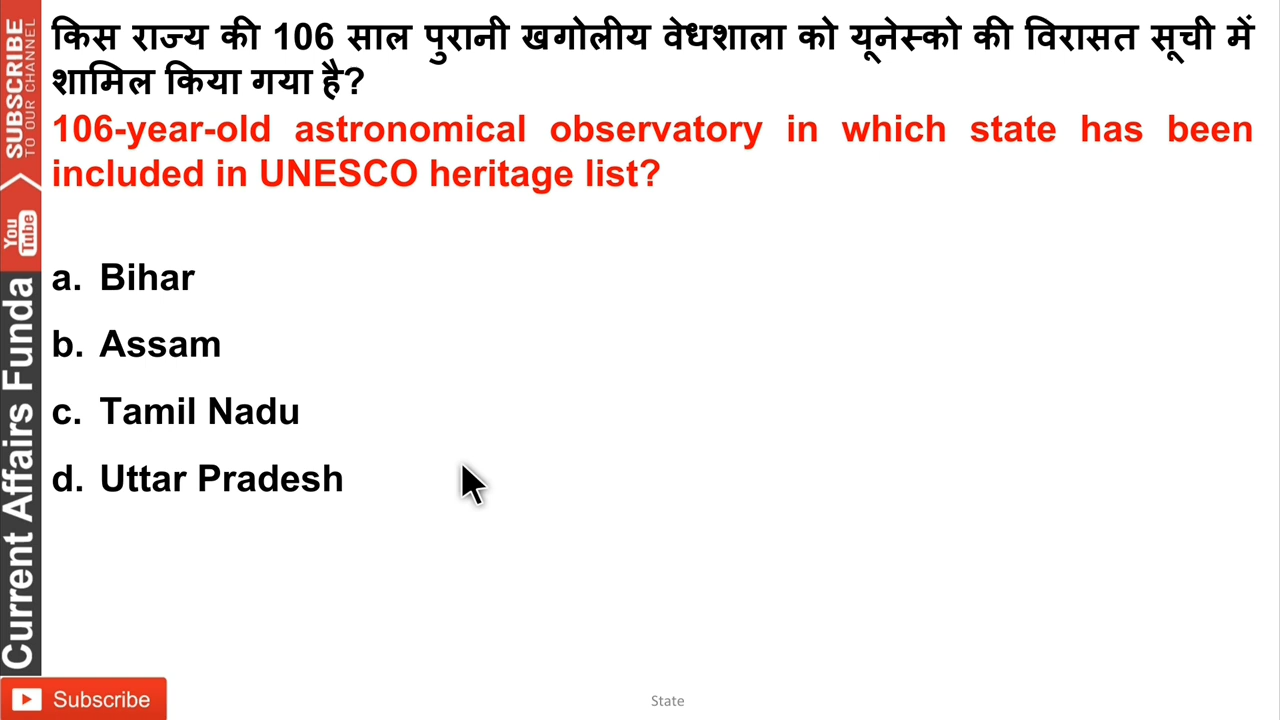 किस राज्य की 106 साल पुरानी खगोलीय वेधशाला को यूनेस्को की विरासत सूची में
शामिल किया गया है?
106-year-old astronomical observatory in which state has been
included in UNESCO heritage list?
a. Bihar
b. Assam
c. Tamil Nadu
d. Uttar Pradesh
SUBSCRIBE
TO OUR CHANNEL
You
Tube
Current Affairs Funda
Subscribe
State